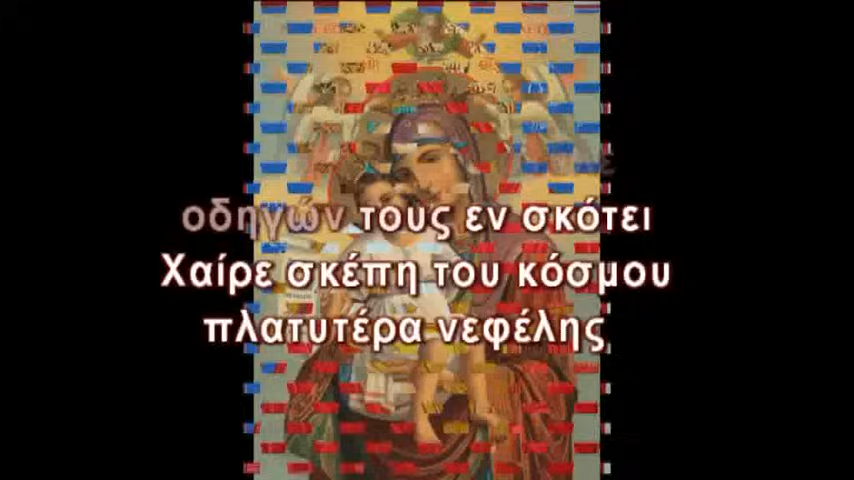 οδηγών τους εν σκότει
Χαίρε σκέπη του κόσμου
πλατυτέρα νεφέλης